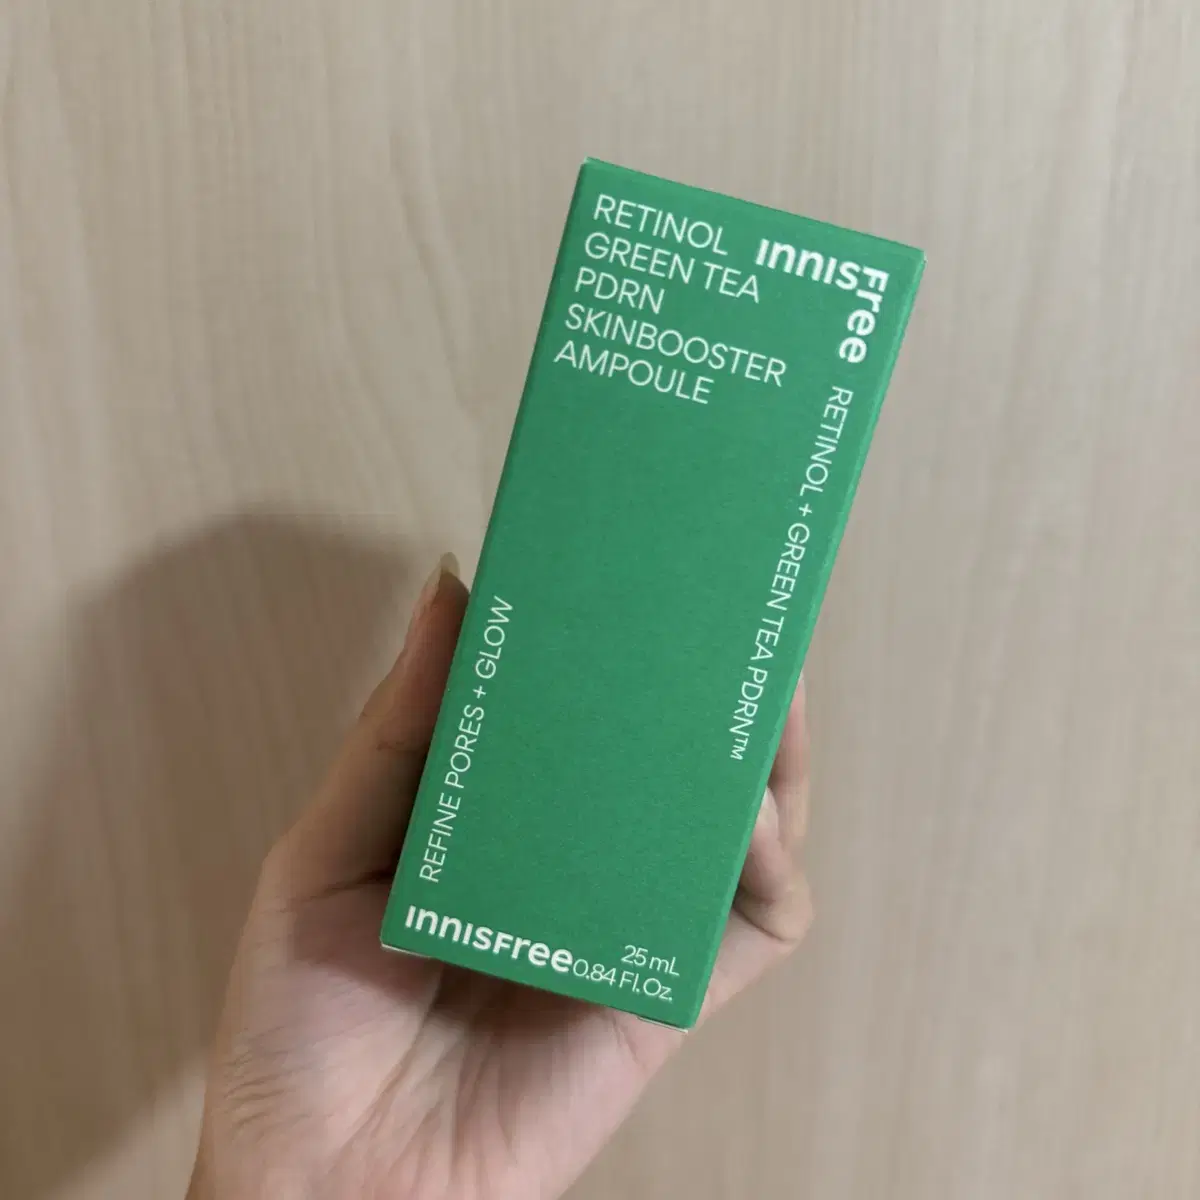 RETINOL
GREEN TEA
PDRN
SKINBOOSTER
AMPOULE
INNISFree
RETINOL + GREEN TEA PDRN™
REFINE PORES + GLOW
INNISFree
25 mL
0.84 Fl. Oz.